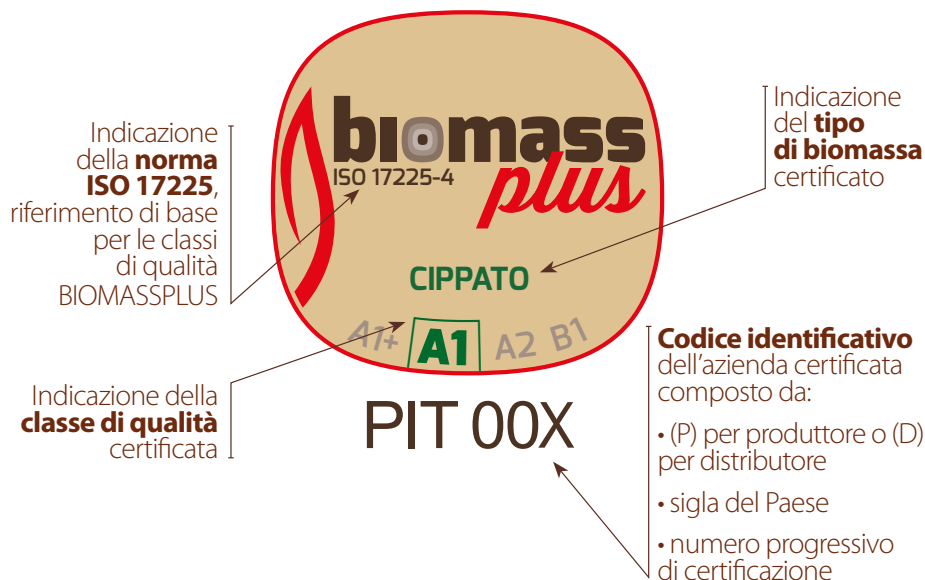 biomass
ISO 17225-4
plus
CIPPATO
A1+ A1 A2 B1
PIT 00X
Indicazione
della norma
ISO 17225,
riferimento di base
per le classi
di qualità
BIOMASSPLUS
Indicazione della
classe di qualità
certificata
Indicazione
del tipo
di biomassa
certificato
Codice identificativo
dell'azienda certificata
composto da:
• (P) per produttore o (D)
per distributore
• sigla del Paese
• numero progressivo
di certificazione